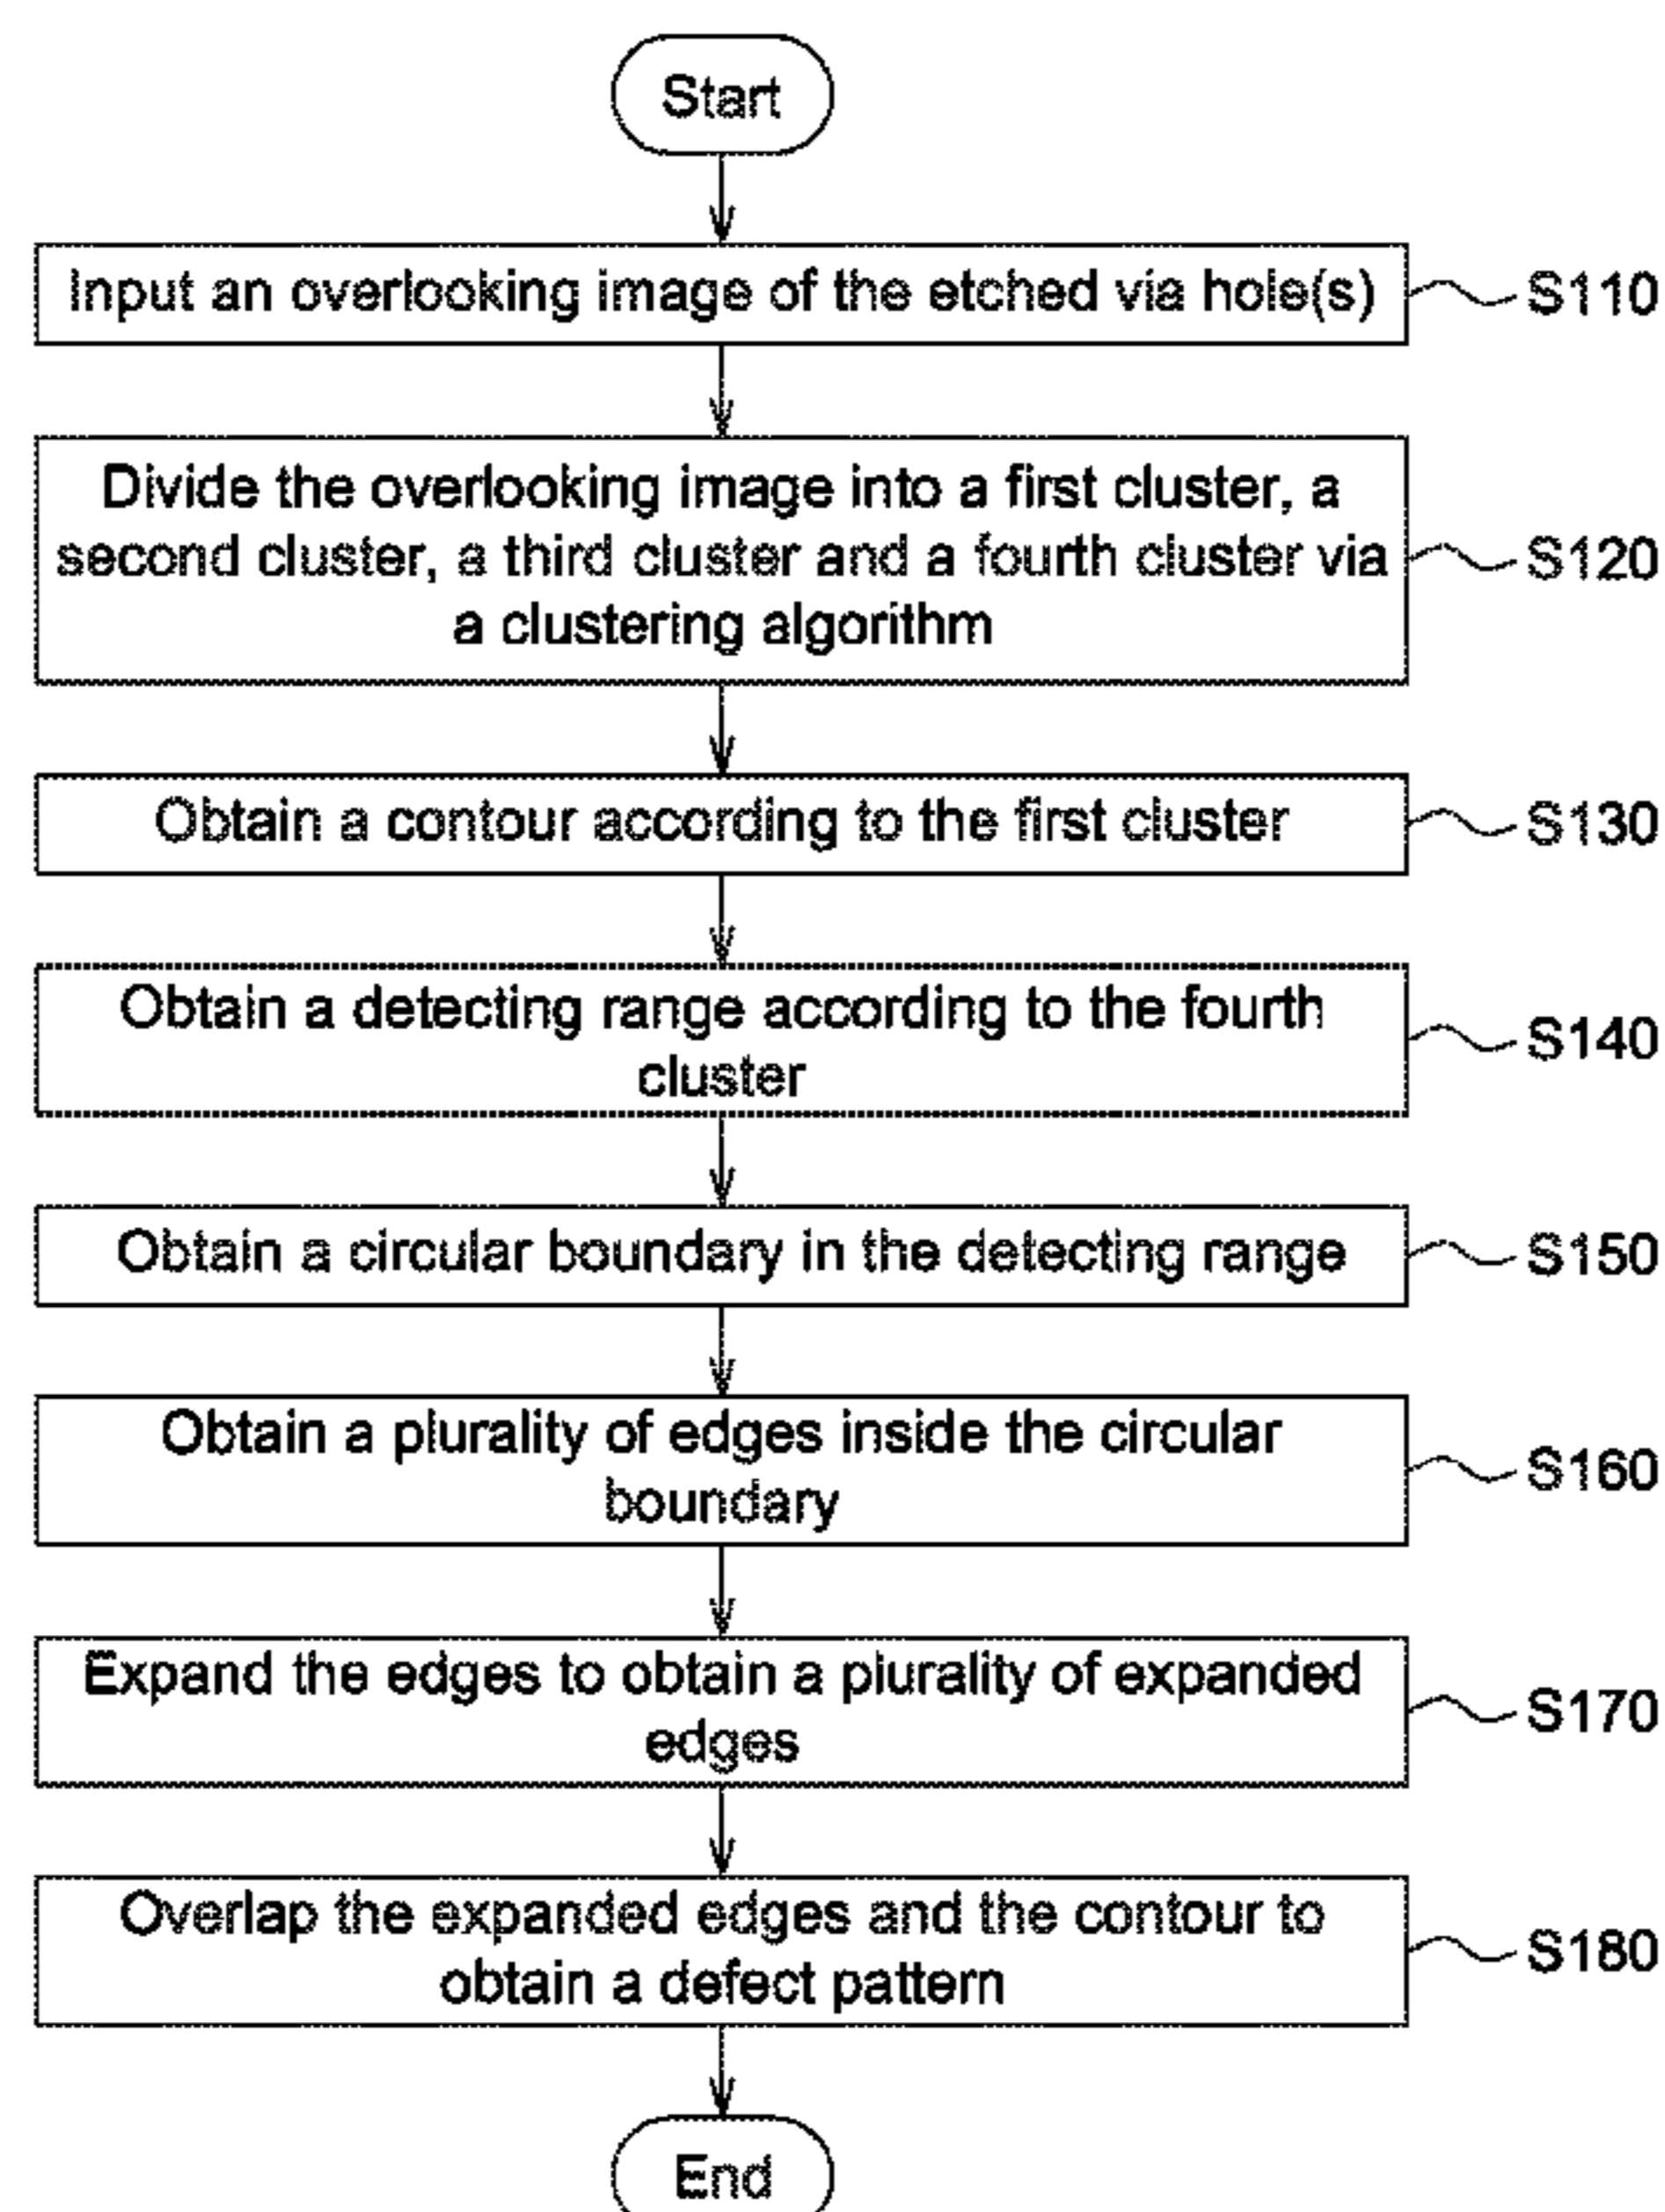 Start
Input an overlooking image of the etched via hole(s)
S110
Divide the overlooking image into a first cluster, a
second cluster, a third cluster and a fourth cluster via
a clustering algorithm
S120
Obtain a contour according to the first cluster
S130
Obtain a detecting range according to the fourth
cluster
S140
Obtain a circular boundary in the detecting range
S150
Obtain a plurality of edges inside the circular
boundary
S160
Expand the edges to obtain a plurality of expanded
edges
S170
Overlap the expanded edges and the contour to
obtain a defect pattern
S180
End